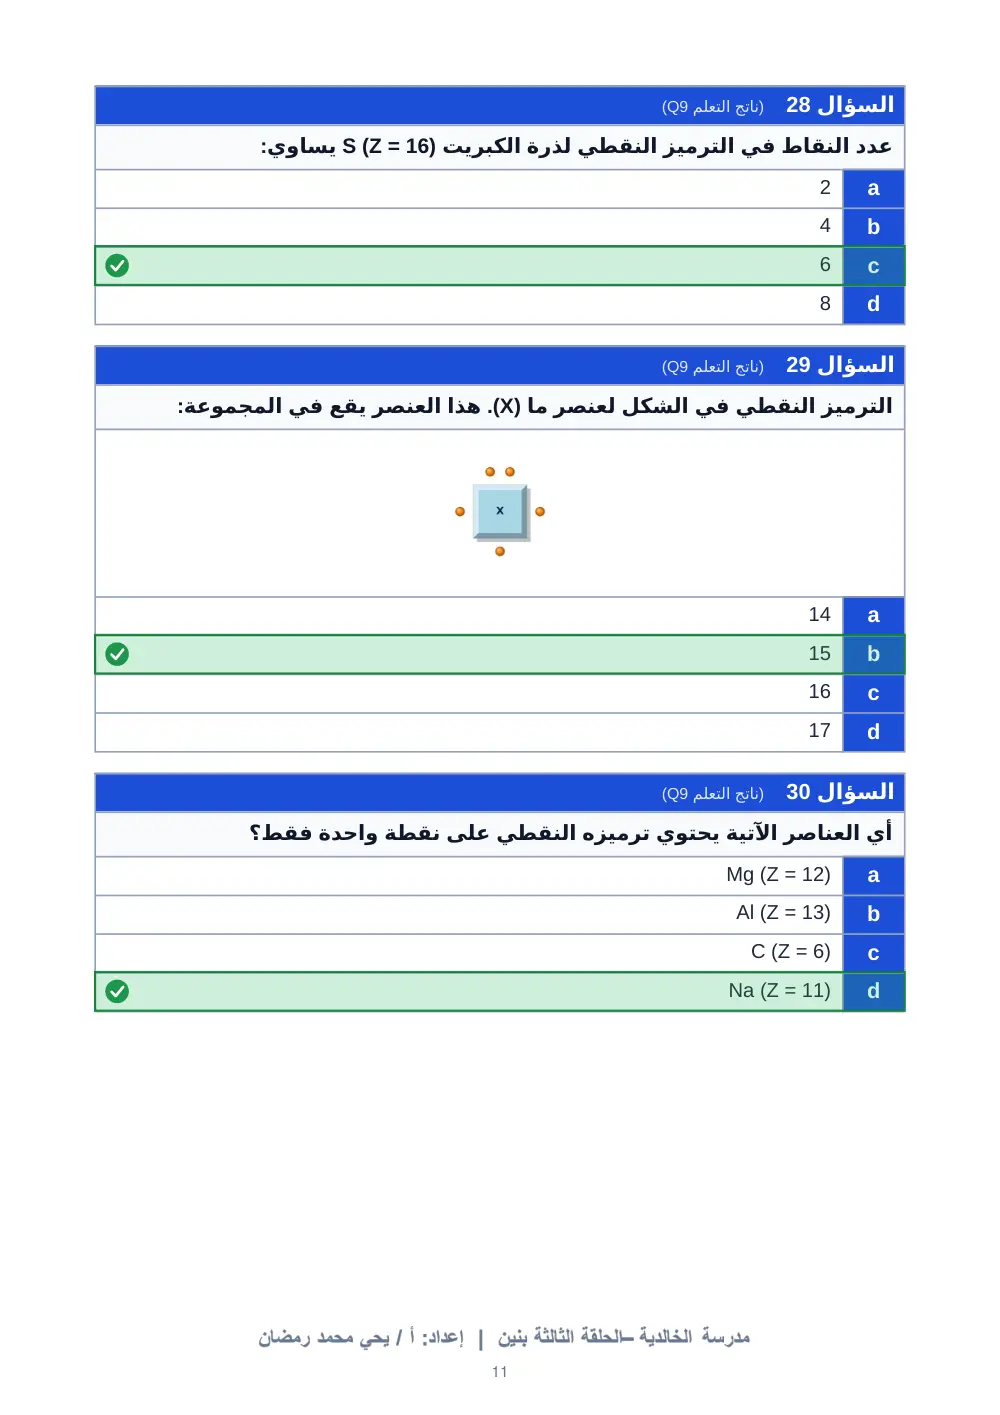 السؤال 28 (ناتج التعلم Q9)
عدد النقاط في الترميز النقطي لذرة الكبريت S (Z = 16) يساوي:
a 2
b 4
c 6
d 8
السؤال 29 (ناتج التعلم Q9)
الترميز النقطي في الشكل لعنصر ما (X). هذا العنصر يقع في المجموعة:
x
a 14
b 15
c 16
d 17
السؤال 30 (ناتج التعلم Q9)
أي العناصر الآتية يحتوي ترميزه النقطي على نقطة واحدة فقط؟
a Mg (Z = 12)
b Al (Z = 13)
c C (Z = 6)
d Na (Z = 11)
مدرسة الخالدية –الحلقة الثالثة بنين | إعداد: أ / يحي محمد رمضان
11